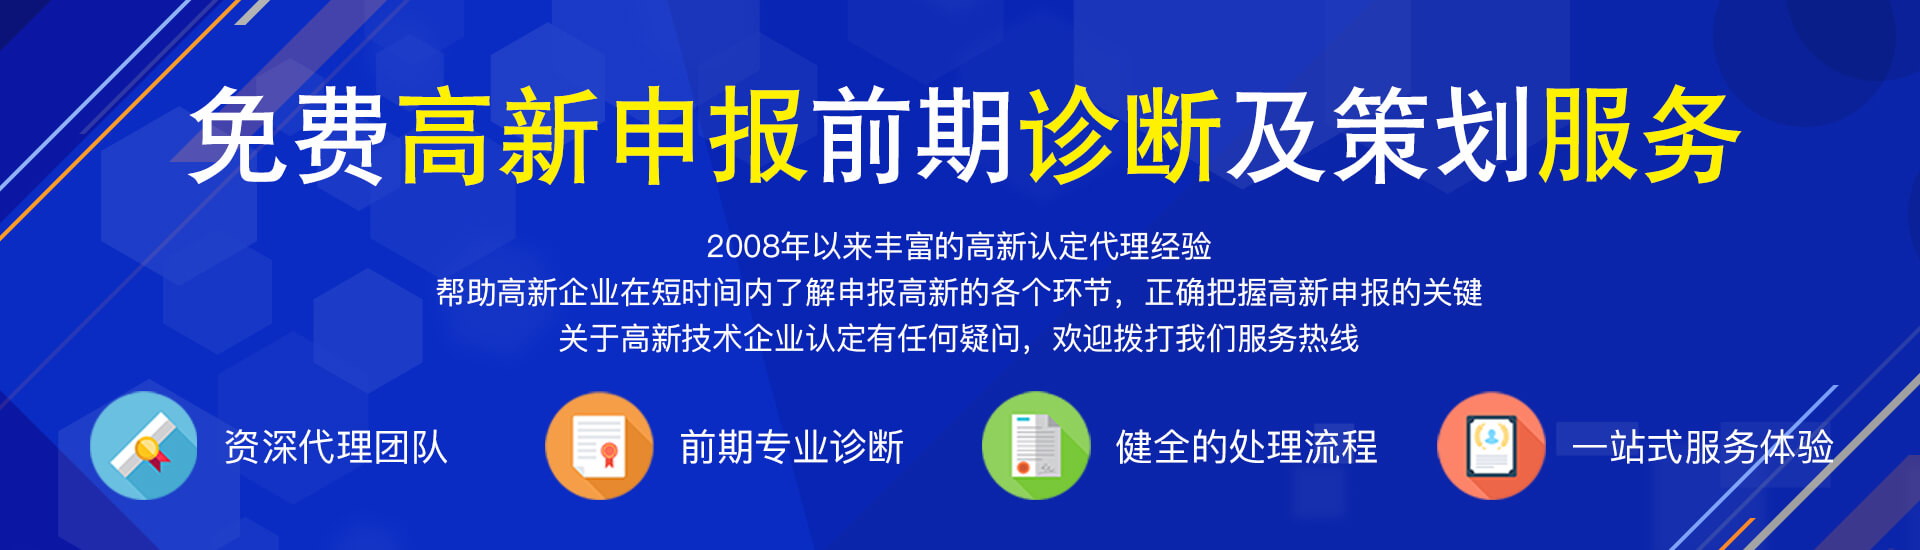 免费高新申报前期诊断及策划服务
2008年以来丰富的高新认定代理经验
帮助高新企业在短时间内了解申报高新的各个环节，正确把握高新申报的关键
关于高新技术企业认定有任何疑问，欢迎拨打我们服务热线
资深代理团队
前期专业诊断
健全的处理流程
一站式服务体验